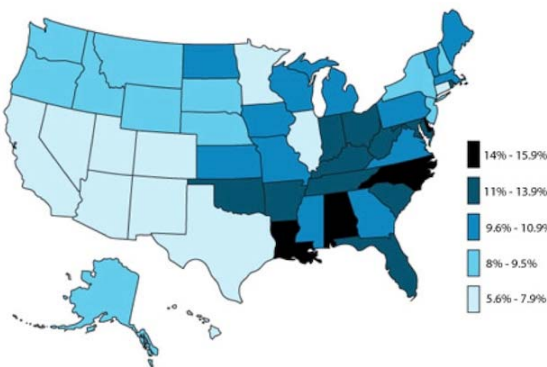 14% - 15.9%
11% - 13.9%
9.6% - 10.9%
8% - 9.5%
5.6% - 7.9%